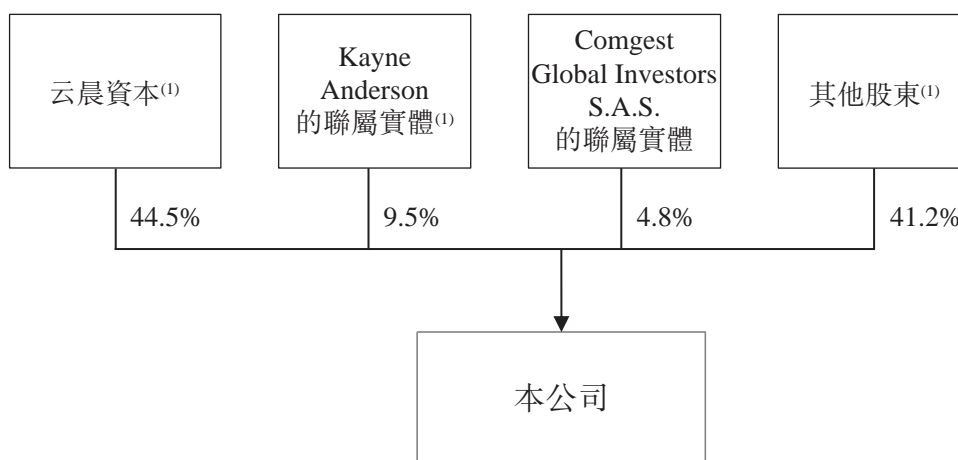 云晨資本(1)
Kayne
Anderson
的聯屬實體(1)
Comgest
Global Investors
S.A.S.
的聯屬實體
其他股東(1)
44.5%
9.5%
4.8%
41.2%
本公司